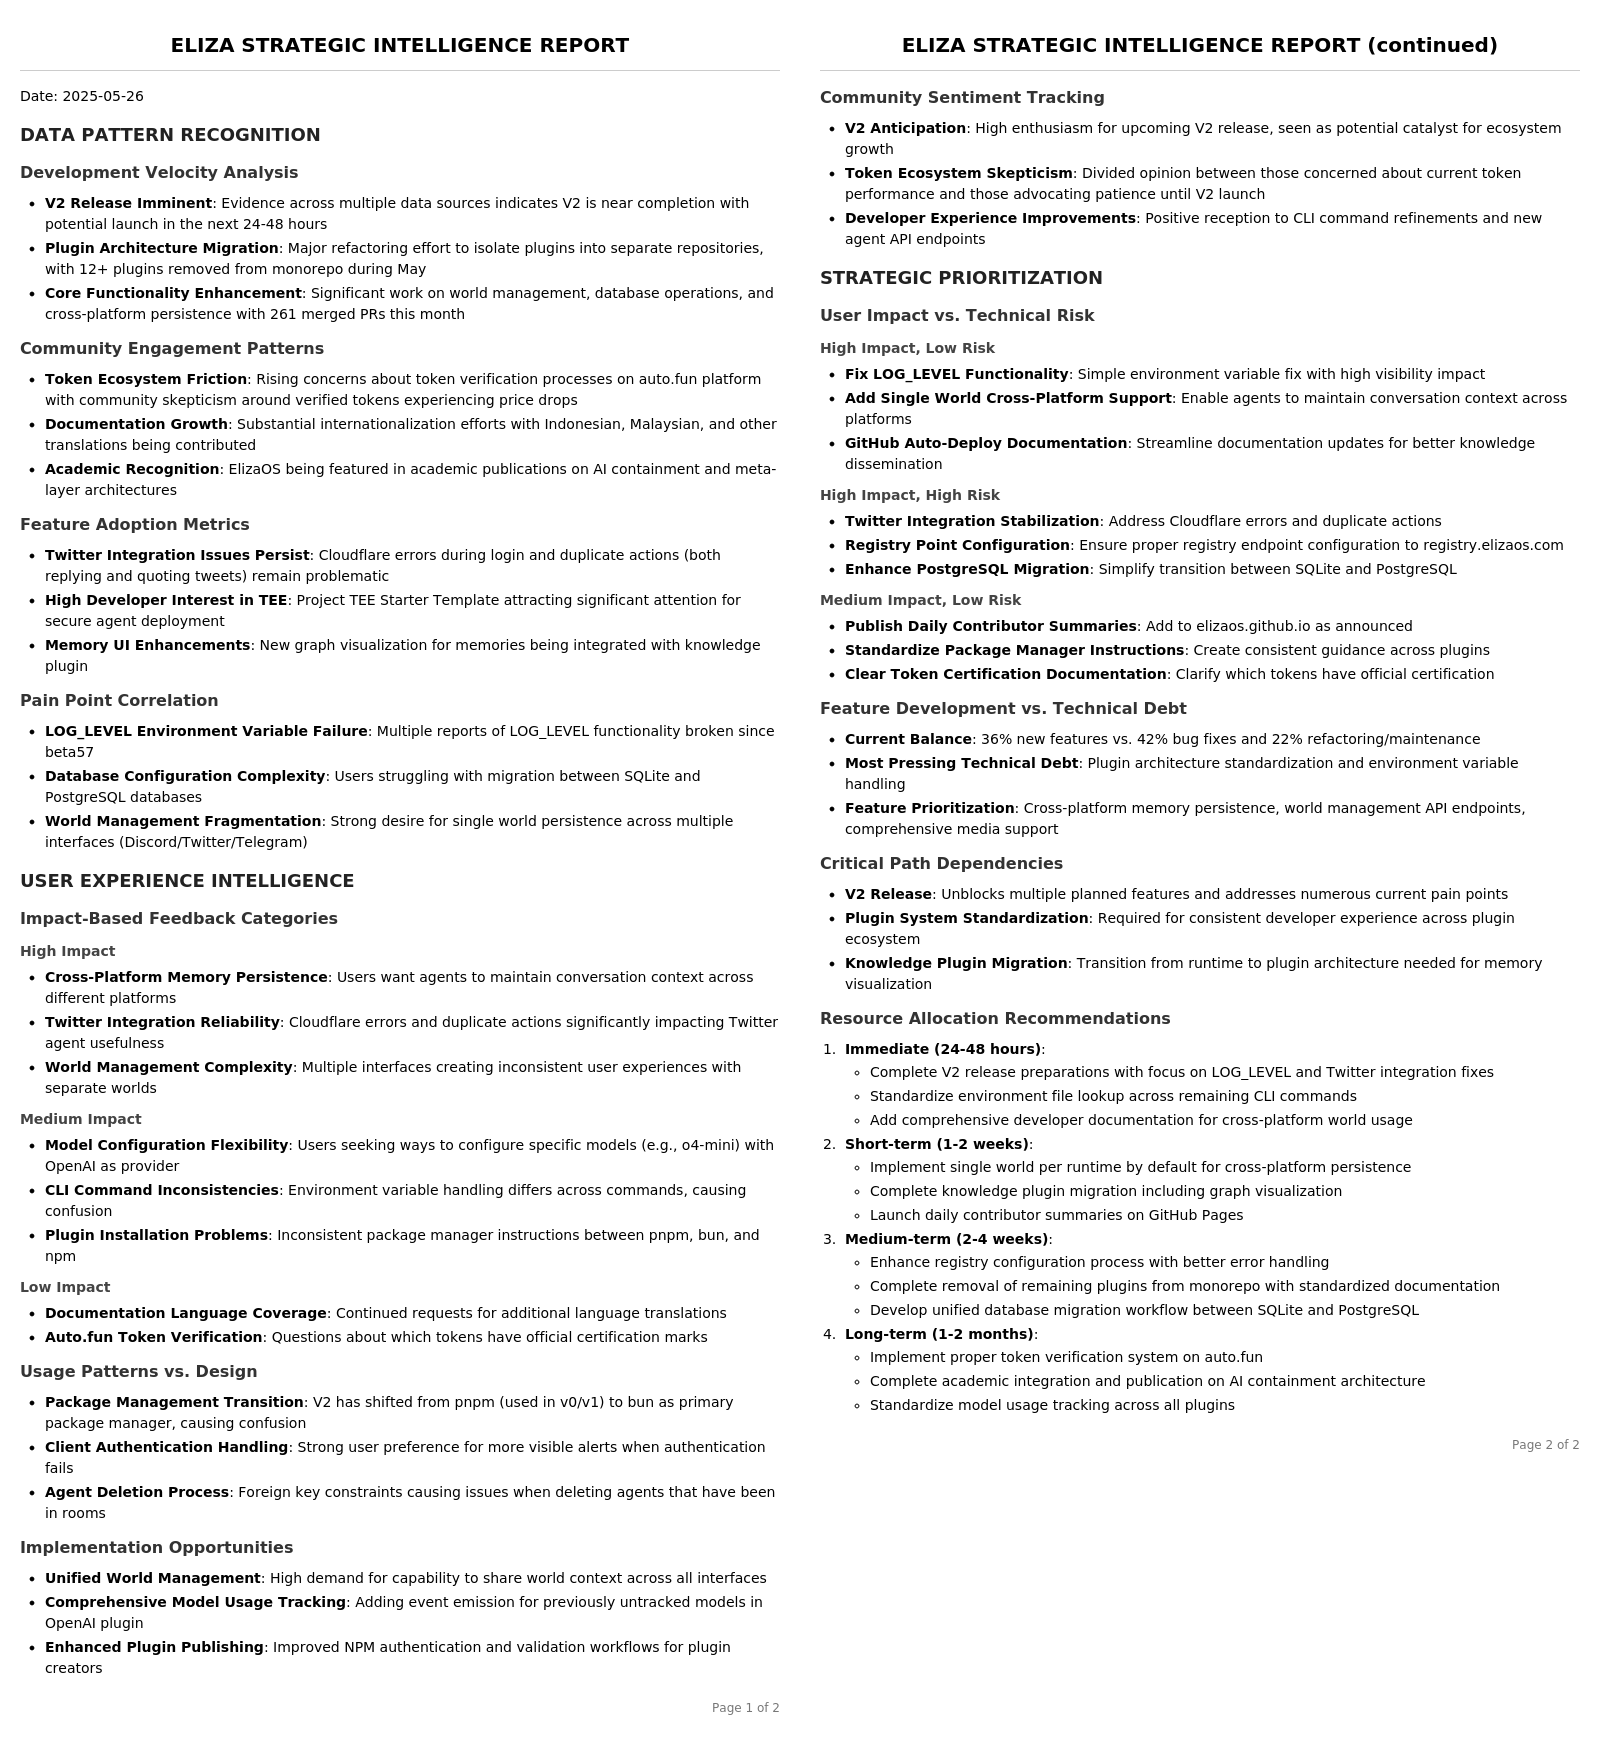 ELIZA STRATEGIC INTELLIGENCE REPORT
Date: 2025-05-26
DATA PATTERN RECOGNITION
Development Velocity Analysis
• V2 Release Imminent: Evidence across multiple data sources indicates V2 is near completion with
potential launch in the next 24-48 hours
• Plugin Architecture Migration: Major refactoring effort to isolate plugins into separate repositories,
with 12+ plugins removed from monorepo during May
• Core Functionality Enhancement: Significant work on world management, database operations, and
cross-platform persistence with 261 merged PRs this month
Community Engagement Patterns
• Token Ecosystem Friction: Rising concerns about token verification processes on auto.fun platform
with community skepticism around verified tokens experiencing price drops
• Documentation Growth: Substantial internationalization efforts with Indonesian, Malaysian, and other
translations being contributed
• Academic Recognition: ElizaOS being featured in academic publications on AI containment and meta-
layer architectures
Feature Adoption Metrics
• Twitter Integration Issues Persist: Cloudflare errors during login and duplicate actions (both
replying and quoting tweets) remain problematic
• High Developer Interest in TEE: Project TEE Starter Template attracting significant attention for
secure agent deployment
• Memory UI Enhancements: New graph visualization for memories being integrated with knowledge
plugin
Pain Point Correlation
• LOG_LEVEL Environment Variable Failure: Multiple reports of LOG_LEVEL functionality broken since
beta57
• Database Configuration Complexity: Users struggling with migration between SQLite and
PostgreSQL databases
• World Management Fragmentation: Strong desire for single world persistence across multiple
interfaces (Discord/Twitter/Telegram)
USER EXPERIENCE INTELLIGENCE
Impact-Based Feedback Categories
High Impact
• Cross-Platform Memory Persistence: Users want agents to maintain conversation context across
different platforms
• Twitter Integration Reliability: Cloudflare errors and duplicate actions significantly impacting Twitter
agent usefulness
• World Management Complexity: Multiple interfaces creating inconsistent user experiences with
separate worlds
Medium Impact
• Model Configuration Flexibility: Users seeking ways to configure specific models (e.g., o4-mini) with
OpenAI as provider
• CLI Command Inconsistencies: Environment variable handling differs across commands, causing
confusion
• Plugin Installation Problems: Inconsistent package manager instructions between pnpm, bun, and
npm
Low Impact
• Documentation Language Coverage: Continued requests for additional language translations
• Auto.fun Token Verification: Questions about which tokens have official certification marks
Usage Patterns vs. Design
• Package Management Transition: V2 has shifted from pnpm (used in v0/v1) to bun as primary
package manager, causing confusion
• Client Authentication Handling: Strong user preference for more visible alerts when authentication
fails
• Agent Deletion Process: Foreign key constraints causing issues when deleting agents that have been
in rooms
Implementation Opportunities
• Unified World Management: High demand for capability to share world context across all interfaces
• Comprehensive Model Usage Tracking: Adding event emission for previously untracked models in
OpenAI plugin
• Enhanced Plugin Publishing: Improved NPM authentication and validation workflows for plugin
creators
Page 1 of 2
ELIZA STRATEGIC INTELLIGENCE REPORT (continued)
Community Sentiment Tracking
• V2 Anticipation: High enthusiasm for upcoming V2 release, seen as potential catalyst for ecosystem
growth
• Token Ecosystem Skepticism: Divided opinion between those concerned about current token
performance and those advocating patience until V2 launch
• Developer Experience Improvements: Positive reception to CLI command refinements and new
agent API endpoints
STRATEGIC PRIORITIZATION
User Impact vs. Technical Risk
High Impact, Low Risk
• Fix LOG_LEVEL Functionality: Simple environment variable fix with high visibility impact
• Add Single World Cross-Platform Support: Enable agents to maintain conversation context across
platforms
• GitHub Auto-Deploy Documentation: Streamline documentation updates for better knowledge
dissemination
High Impact, High Risk
• Twitter Integration Stabilization: Address Cloudflare errors and duplicate actions
• Registry Point Configuration: Ensure proper registry endpoint configuration to registry.elizaos.com
• Enhance PostgreSQL Migration: Simplify transition between SQLite and PostgreSQL
Medium Impact, Low Risk
• Publish Daily Contributor Summaries: Add to elizaos.github.io as announced
• Standardize Package Manager Instructions: Create consistent guidance across plugins
• Clear Token Certification Documentation: Clarify which tokens have official certification
Feature Development vs. Technical Debt
• Current Balance: 36% new features vs. 42% bug fixes and 22% refactoring/maintenance
• Most Pressing Technical Debt: Plugin architecture standardization and environment variable
handling
• Feature Prioritization: Cross-platform memory persistence, world management API endpoints,
comprehensive media support
Critical Path Dependencies
• V2 Release: Unblocks multiple planned features and addresses numerous current pain points
• Plugin System Standardization: Required for consistent developer experience across plugin
ecosystem
• Knowledge Plugin Migration: Transition from runtime to plugin architecture needed for memory
visualization
Resource Allocation Recommendations
1. Immediate (24-48 hours):
◦ Complete V2 release preparations with focus on LOG_LEVEL and Twitter integration fixes
◦ Standardize environment file lookup across remaining CLI commands
◦ Add comprehensive developer documentation for cross-platform world usage
2. Short-term (1-2 weeks):
◦ Implement single world per runtime by default for cross-platform persistence
◦ Complete knowledge plugin migration including graph visualization
◦ Launch daily contributor summaries on GitHub Pages
3. Medium-term (2-4 weeks):
◦ Enhance registry configuration process with better error handling
◦ Complete removal of remaining plugins from monorepo with standardized documentation
◦ Develop unified database migration workflow between SQLite and PostgreSQL
4. Long-term (1-2 months):
◦ Implement proper token verification system on auto.fun
◦ Complete academic integration and publication on AI containment architecture
◦ Standardize model usage tracking across all plugins
Page 2 of 2